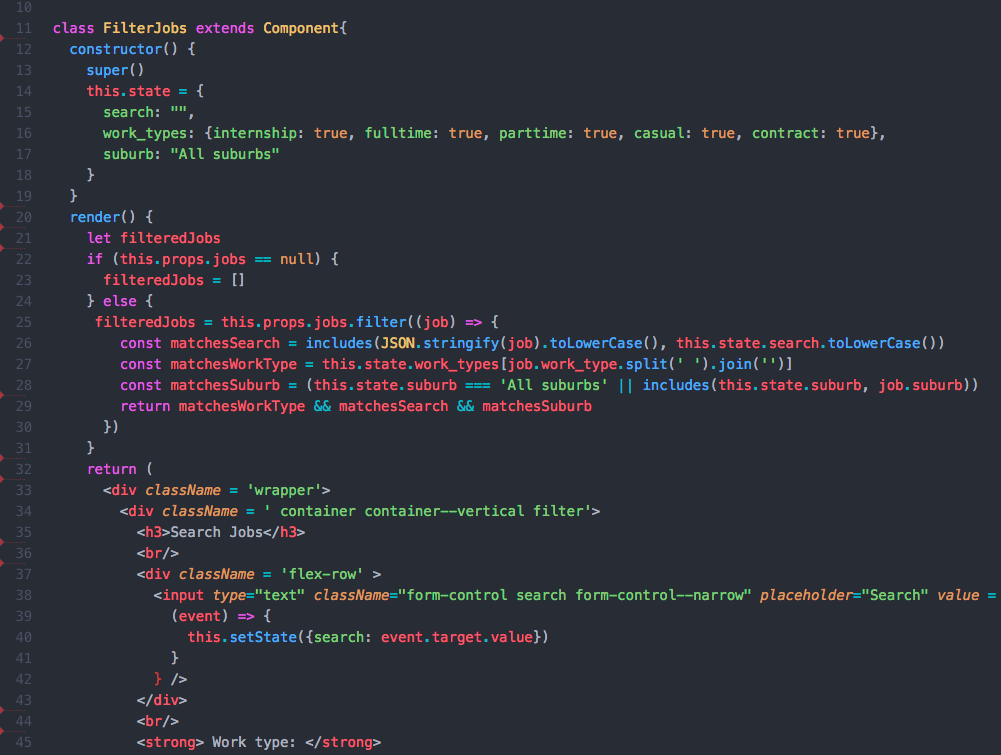 10
11 class FilterJobs extends Component{
12   constructor() {
13     super()
14     this.state = {
15       search: "",
16       work_types: {internship: true, fulltime: true, parttime: true, casual: true, contract: true},
17       suburb: "All suburbs"
18     }
19   }
20   render() {
21     let filteredJobs
22     if (this.props.jobs == null) {
23       filteredJobs = []
24     } else {
25      filteredJobs = this.props.jobs.filter((job) => {
26         const matchesSearch = includes(JSON.stringify(job).toLowerCase(), this.state.search.toLowerCase())
27         const matchesWorkType = this.state.work_types[job.work_type.split(' ').join('')]
28         const matchesSuburb = (this.state.suburb === 'All suburbs' || includes(this.state.suburb, job.suburb))
29         return matchesWorkType && matchesSearch && matchesSuburb
30       })
31     }
32     return (
33       <div className = 'wrapper'>
34         <div className = ' container container--vertical filter'>
35           <h3>Search Jobs</h3>
36           <br/>
37           <div className = 'flex-row' >
38             <input type="text" className="form-control search form-control--narrow" placeholder="Search" value =
39               (event) => {
40                 this.setState({search: event.target.value})
41               }
42             } />
43           </div>
44           <br/>
45           <strong> Work type: </strong>